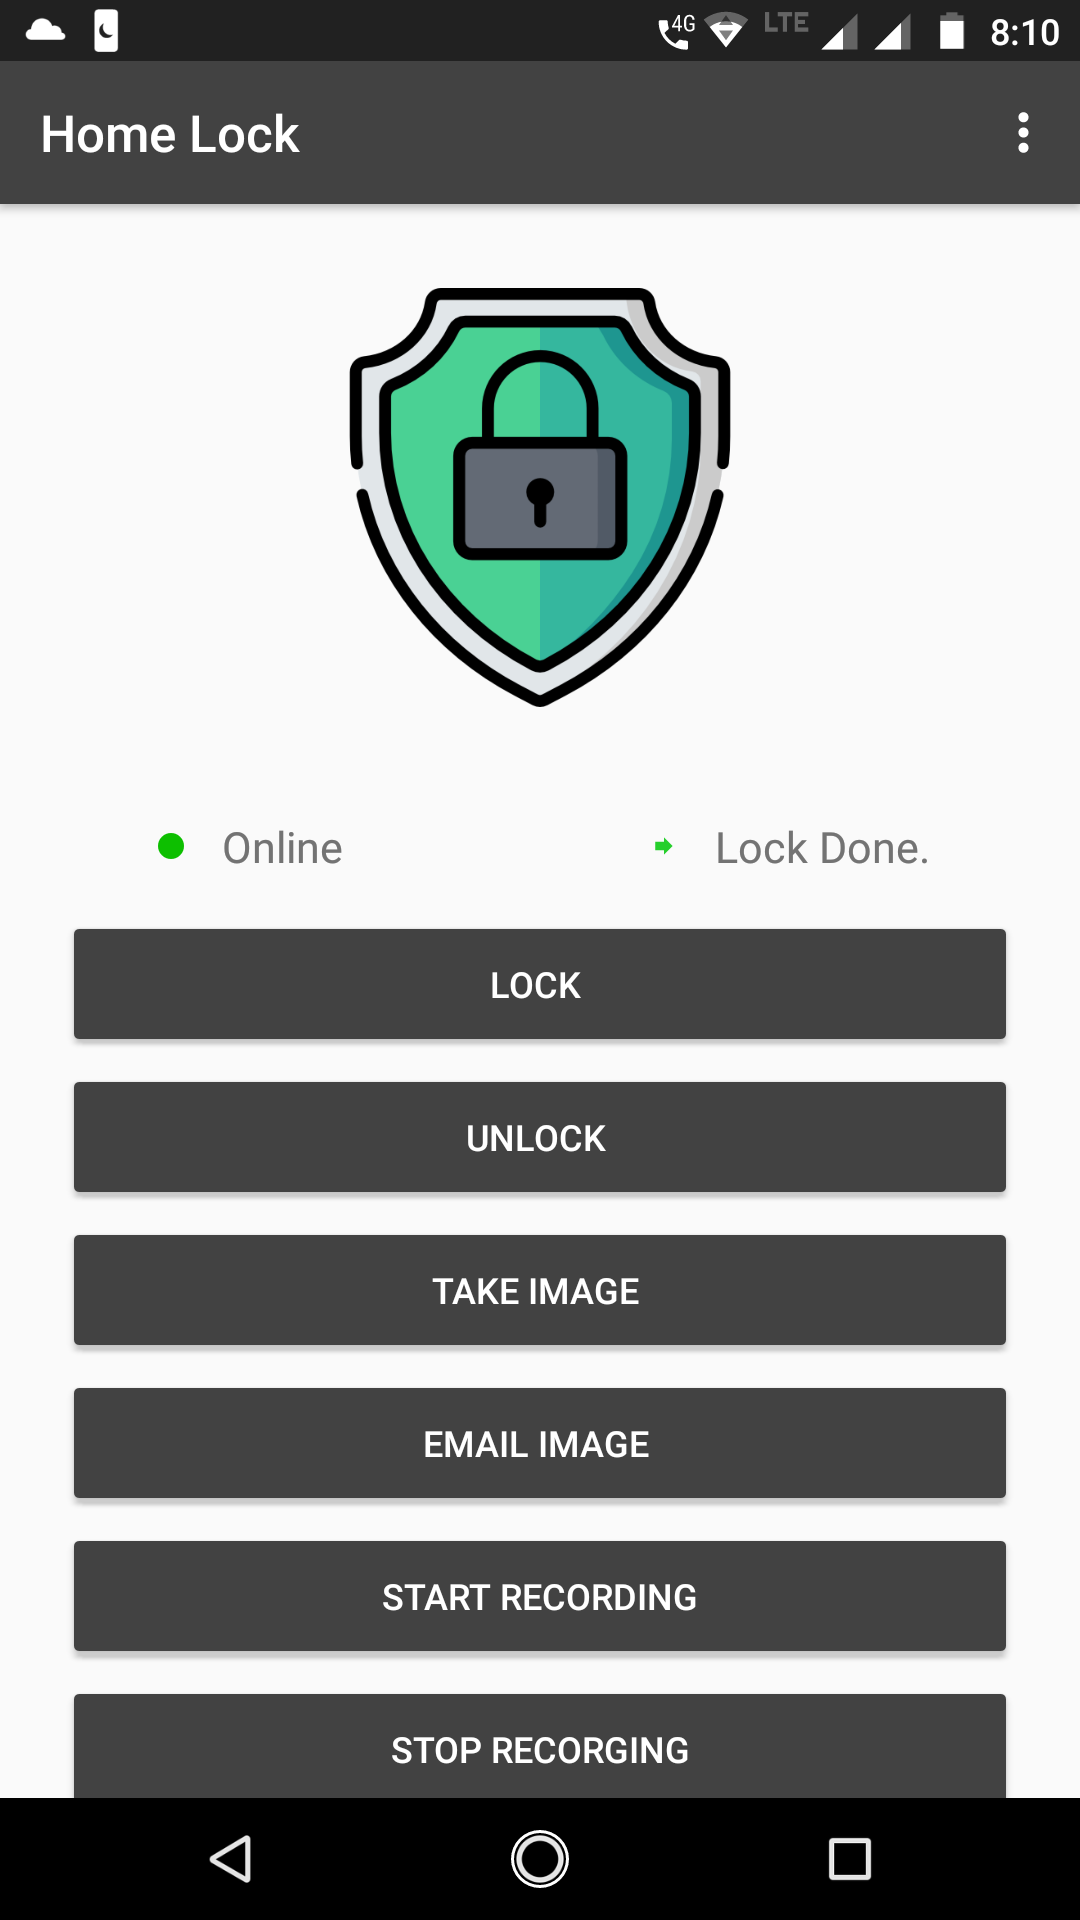 4G LTE 8:10
Home Lock
Online Lock Done.
LOCK
UNLOCK
TAKE IMAGE
EMAIL IMAGE
START RECORDING
STOP RECORGING